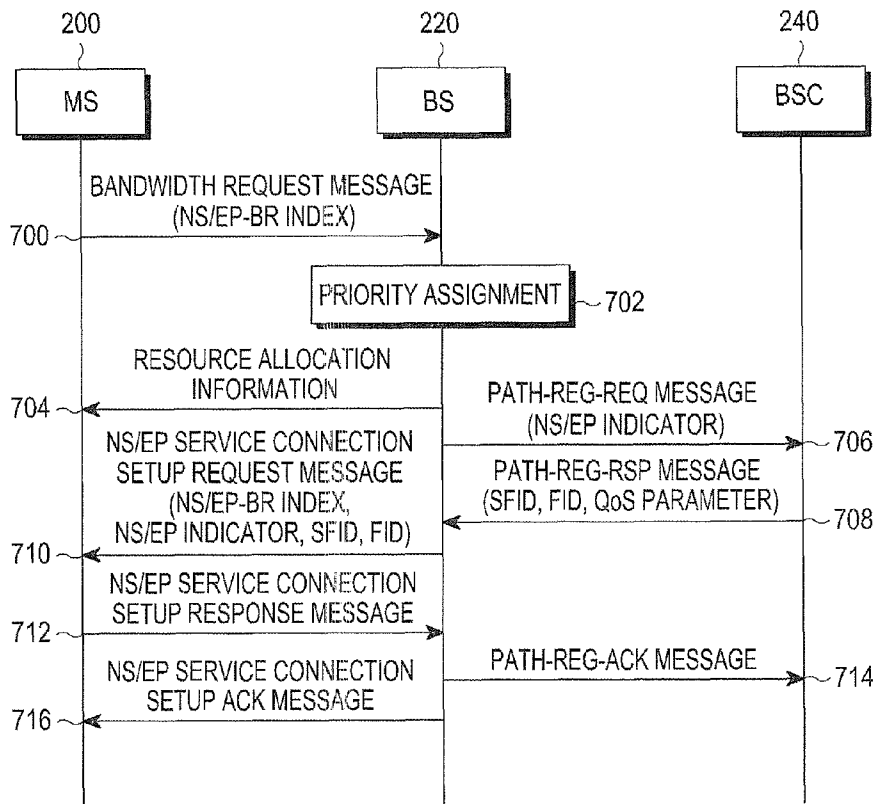 200
220
240
MS
BS
BSC
BANDWIDTH REQUEST MESSAGE
(NS/EP-BR INDEX)
700
PRIORITY ASSIGNMENT
702
RESOURCE ALLOCATION
INFORMATION
704
PATH-REG-REQ MESSAGE
(NS/EP INDICATOR)
706
NS/EP SERVICE CONNECTION
SETUP REQUEST MESSAGE
(NS/EP-BR INDEX,
NS/EP INDICATOR, SFID, FID)
710
PATH-REG-RSP MESSAGE
(SFID, FID, QoS PARAMETER)
708
NS/EP SERVICE CONNECTION
SETUP RESPONSE MESSAGE
712
PATH-REG-ACK MESSAGE
714
NS/EP SERVICE CONNECTION
SETUP ACK MESSAGE
716